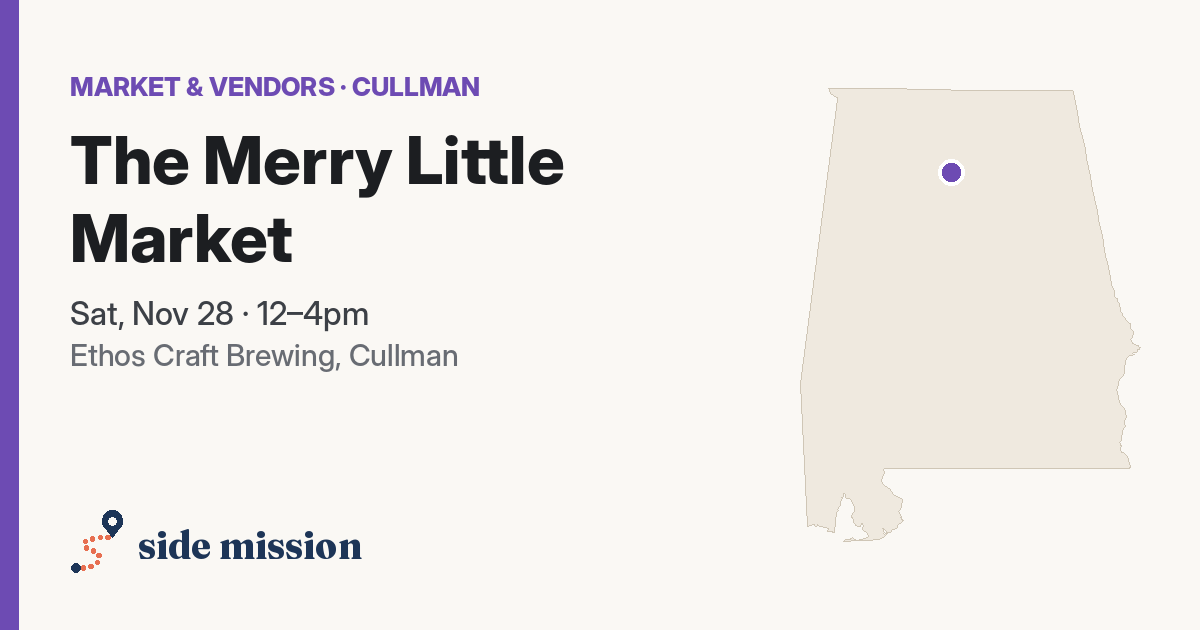 MARKET & VENDORS · CULLMAN
The Merry Little
Market
Sat, Nov 28 · 12–4pm
Ethos Craft Brewing, Cullman
side mission